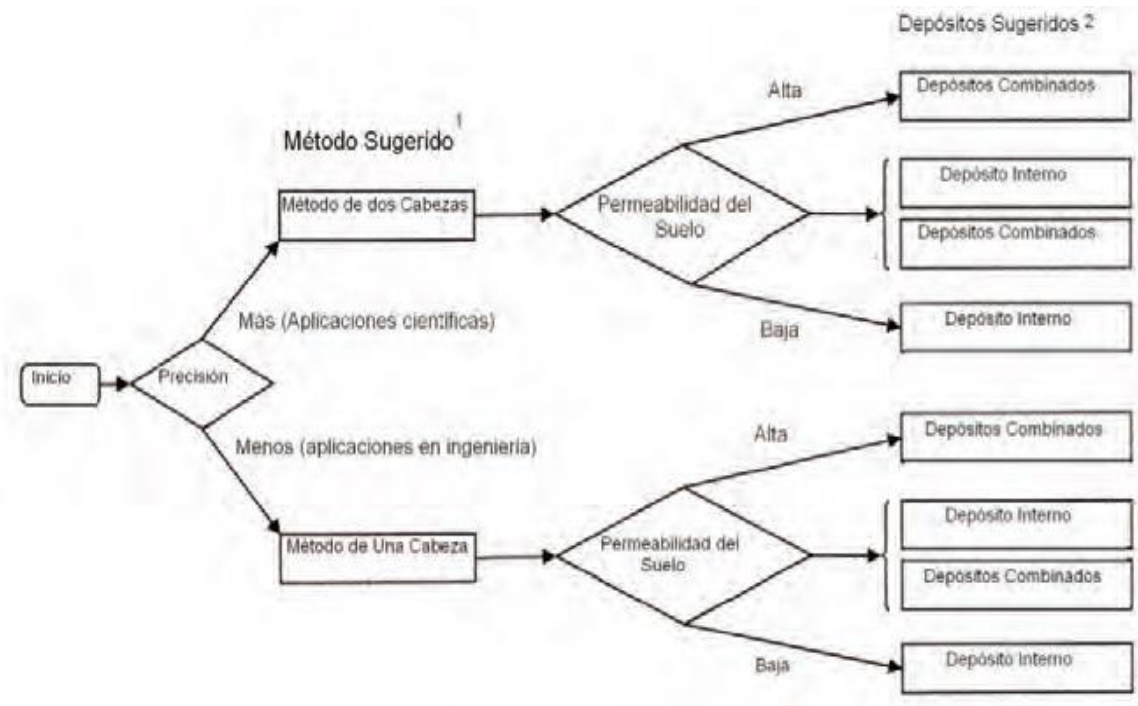 Depósitos Sugeridos 2
Alta
Depósitos Combinados
Método Sugerido 1
Método de dos Cabezas
Permeabilidad del
Suelo
Depósito Interno
Depósitos Combinados
Más (Aplicaciones científicas)
Baja
Depósito Interno
Inicio
Precisión
Menos (aplicaciones en ingeniería)
Alta
Depósitos Combinados
Método de Una Cabeza
Permeabilidad del
Suelo
Depósito Interno
Depósitos Combinados
Baja
Depósito Interno